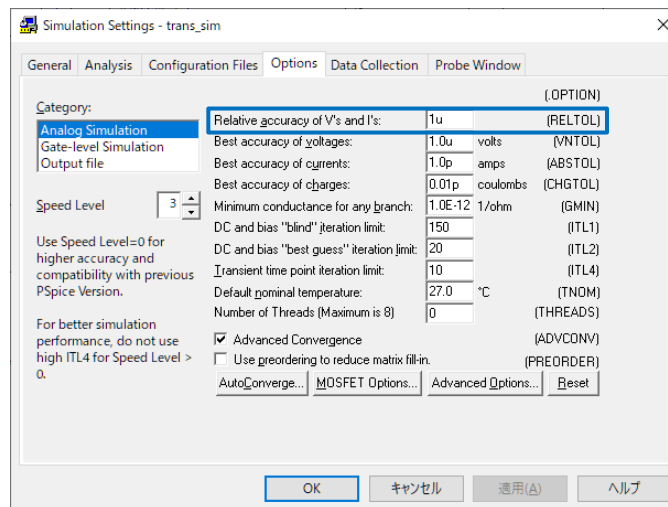 Simulation Settings - trans_sim
General Analysis Configuration Files Options Data Collection Probe Window
(.OPTION)
Category:
Analog Simulation
Gate-level Simulation
Output file
Speed Level 3
Use Speed Level=0 for
higher accuracy and
compatibility with previous
PSpice Version.
For better simulation
performance, do not use
high ITL4 for Speed Level >
0.
Relative accuracy of V's and I's: 1u (RELTOL)
Best accuracy of voltages: 1.0u volts (VNTOL)
Best accuracy of currents: 1.0p amps (ABSTOL)
Best accuracy of charges: 0.01p coulombs (CHGTOL)
Minimum conductance for any branch: 1.0E-12 1/ohm (GMIN)
DC and bias "blind" iteration limit: 150 (ITL1)
DC and bias "best guess" iteration limit: 20 (ITL2)
Transient time point iteration limit: 10 (ITL4)
Default nominal temperature: 27.0 °C (TNOM)
Number of Threads (Maximum is 8) 0 (THREADS)
Advanced Convergence (ADVCONV)
Use preordering to reduce matrix fill-in. (PREORDER)
AutoConverge... MOSFET Options... Advanced Options... Reset
OK キャンセル 適用(A) ヘルプ